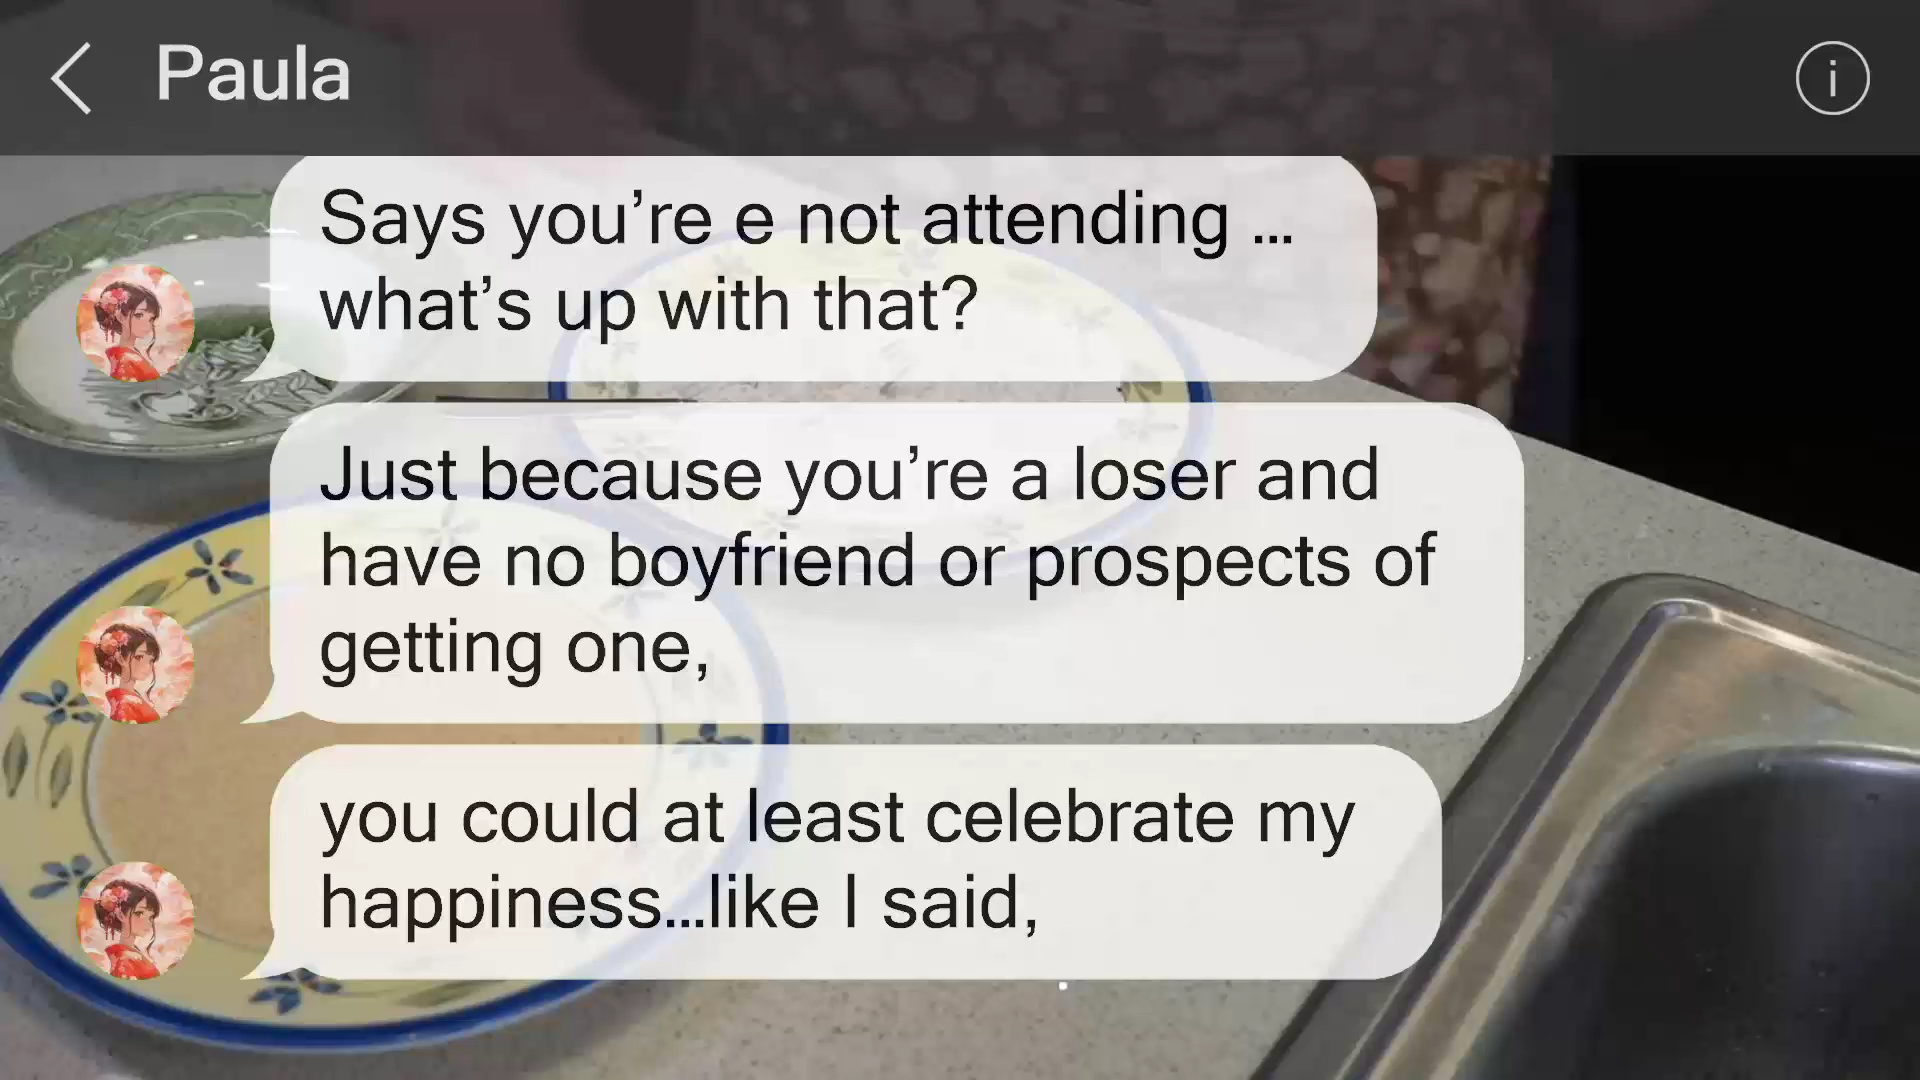 Paula
Says you’re e not attending ...
what’s up with that?
Just because you’re a loser and
have no boyfriend or prospects of
getting one,
you could at least celebrate my
happiness...like I said,